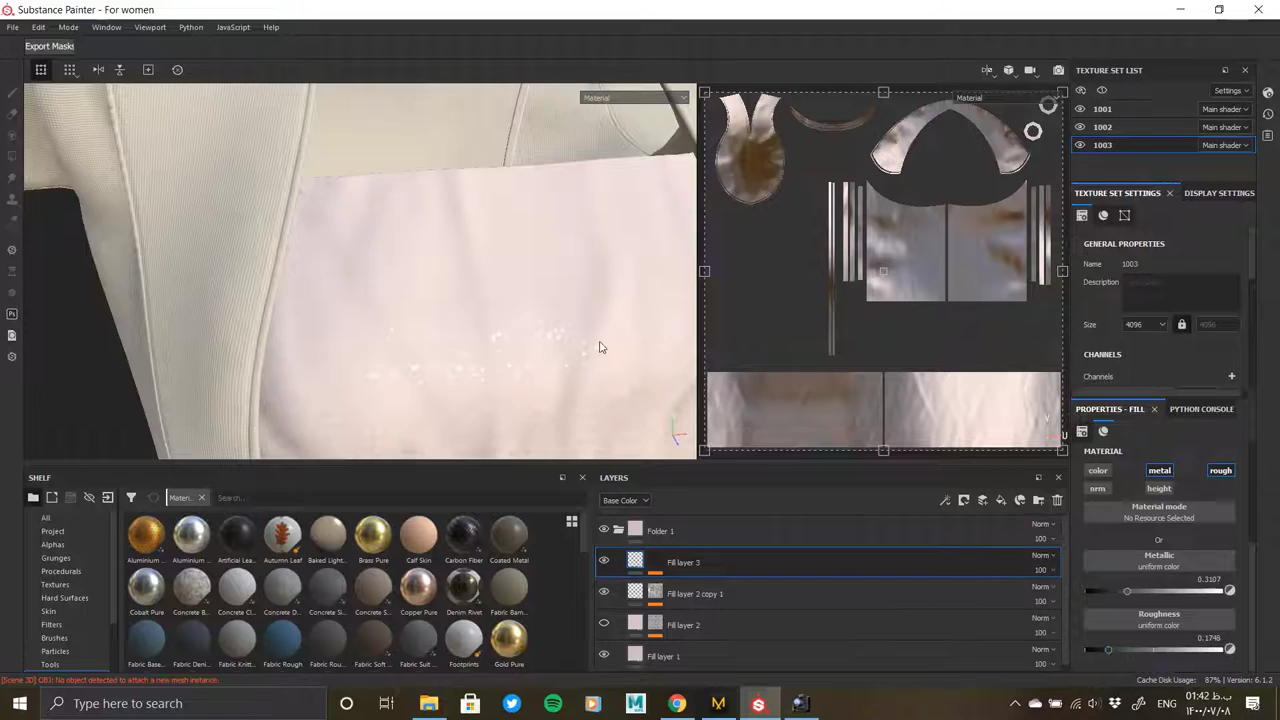 Substance Painter - For women
File Edit Mode Window Viewport Python JavaScript Help
Export Masks
Material
Material
TEXTURE SET LIST
Settings
1001 Main shader
1002 Main shader
1003 Main shader
TEXTURE SET SETTINGS DISPLAY SETTINGS
GENERAL PROPERTIES
Name 1003
Description
Size 4096 4096
CHANNELS
Channels
PROPERTIES - FILL PYTHON CONSOLE
MATERIAL
color metal rough
nrm height
Material mode
No Resource Selected
Or
Metallic
uniform color
0.3107
Roughness
uniform color
0.1748
V
U
SHELF
Materi... Search...
All
Project
Alphas
Grunges
Procedurals
Textures
Hard Surfaces
Skin
Filters
Brushes
Particles
Tools
Aluminium ... Aluminium ... Artificial Lea... Autumn Leaf Baked Light... Brass Pure Calf Skin Carbon Fiber Coated Metal
Cobalt Pure Concrete B... Concrete Cl... Concrete D... Concrete Si... Concrete S... Copper Pure Denim Rivet Fabric Bam...
Fabric Base... Fabric Deni... Fabric Knitt... Fabric Rough Fabric Rou... Fabric Soft ... Fabric Suit ... Footprints Gold Pure
LAYERS
Base Color
Folder 1 Norm 100
Fill layer 3 Norm 100
Fill layer 2 copy 1 Norm 100
Fill layer 2 Norm 100
Fill layer 1 Norm 100
[Scene 3D] OBJ: No object detected to attach a new mesh instance.
Cache Disk Usage: 87% | Version: 6.1.2
Type here to search
01:42 ب.ظ
۱۴۰۰/۰۷/۰۸